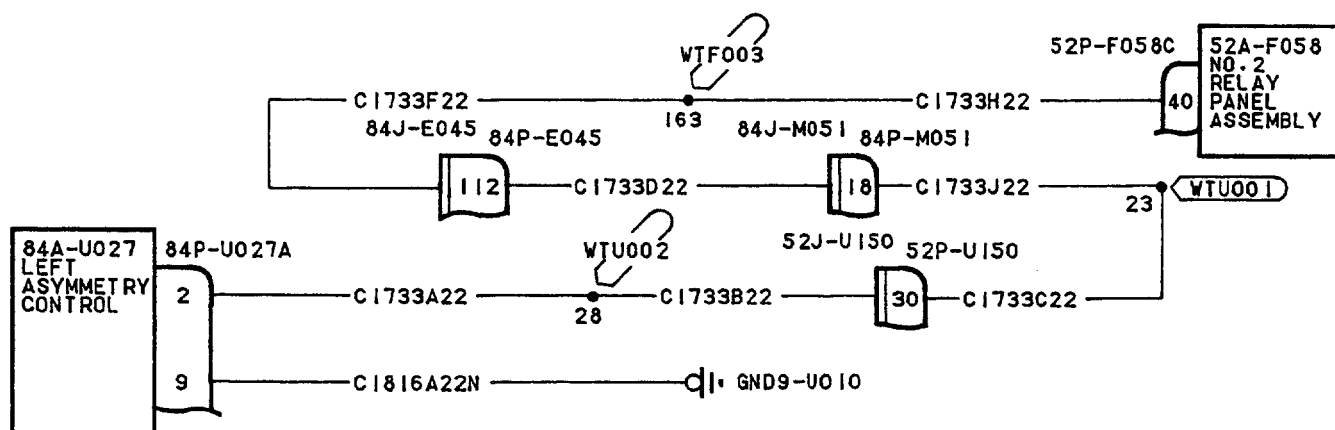 WTF003
52P-F058C
52A-F058
NO.2
RELAY
PANEL
ASSEMBLY
C1733F22
C1733H22
40
163
84J-E045
84P-E045
84J-M051
84P-M051
112
C1733D22
18
C1733J22
23
WTU001
84A-U027
LEFT
ASYMMETRY
CONTROL
84P-U027A
WTU002
52J-U150
52P-U150
2
C1733A22
28
C1733B22
30
C1733C22
9
C1816A22N
GND9-U010